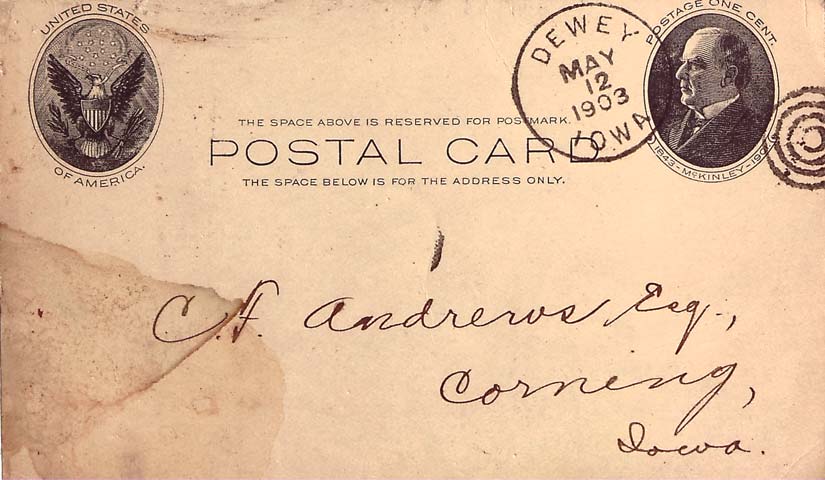 UNITED STATES
OF AMERICA.
DEWEY
MAY
12
1903
IOWA
POSTAGE ONE CENT.
1843-McKINLEY-1901
THE SPACE ABOVE IS RESERVED FOR POSTMARK.
POSTAL CARD
THE SPACE BELOW IS FOR THE ADDRESS ONLY.
C.F. Andrews Esq.,
Corning,
Iowa.